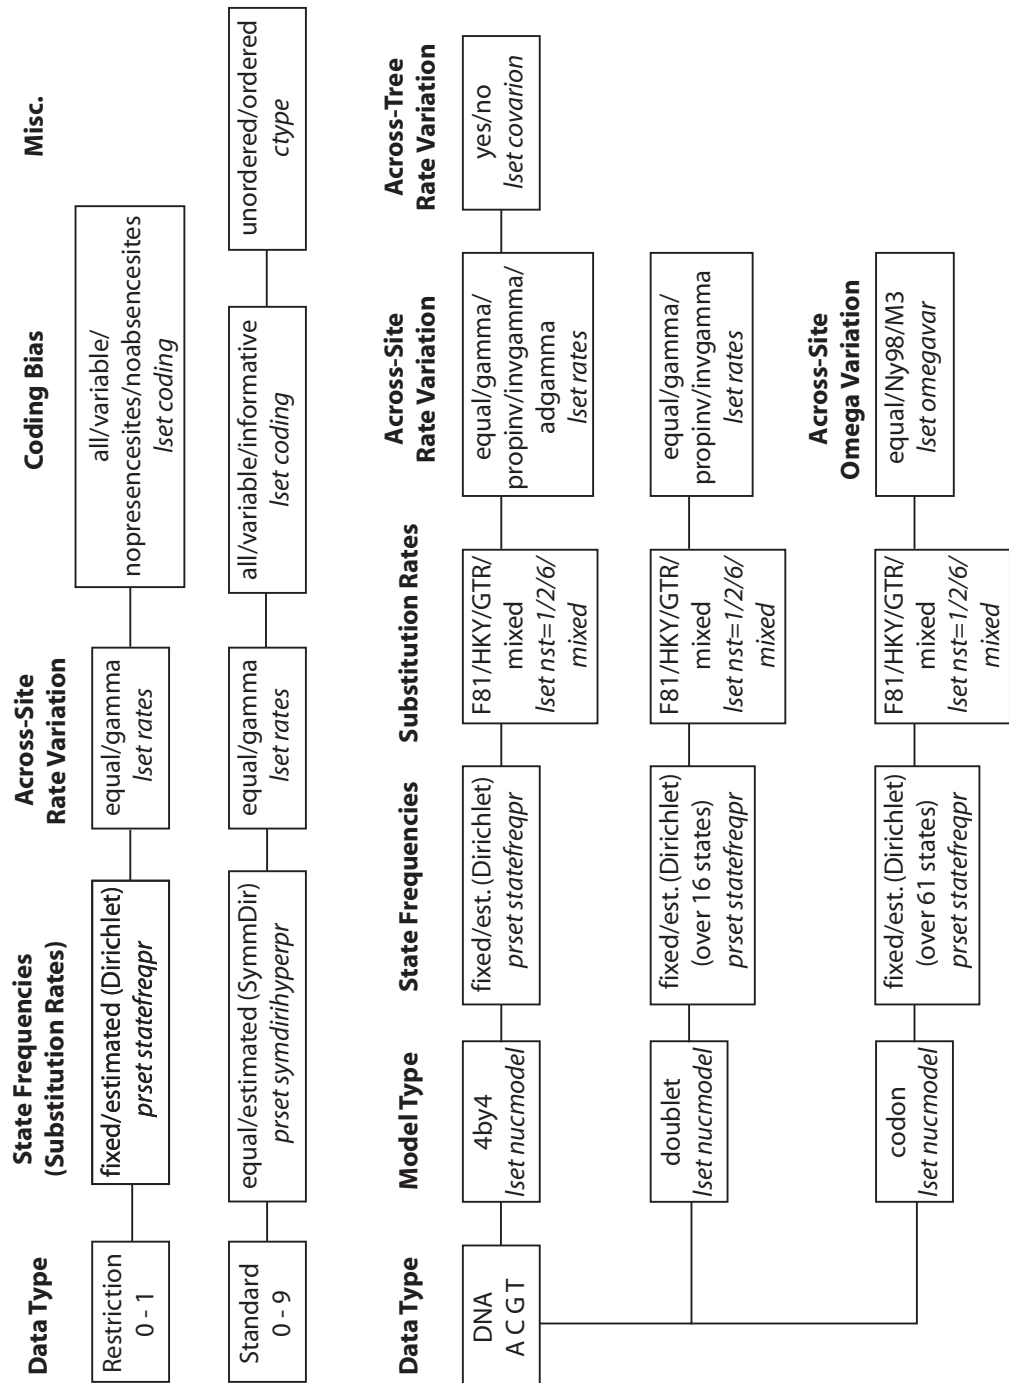 Data Type
State Frequencies
(Substitution Rates)
Across-Site
Rate Variation
Coding Bias
Misc.
Restriction
0 - 1
fixed/estimated (Dirichlet)
prset statefreqpr
equal/gamma
lset rates
all/variable/
nopresencesites/noabsencesites
lset coding
Standard
0 - 9
equal/estimated (SymmDir)
prset symdirihyperpr
equal/gamma
lset rates
all/variable/informative
lset coding
unordered/ordered
ctype
Data Type
Model Type
State Frequencies
Substitution Rates
Across-Site
Rate Variation
Across-Tree
Rate Variation
DNA
A C G T
4by4
lset nucmodel
fixed/est. (Dirichlet)
prset statefreqpr
F81/HKY/GTR/
mixed
lset nst=1/2/6/
mixed
equal/gamma/
propinv/invgamma/
adgamma
lset rates
yes/no
lset covarion
doublet
lset nucmodel
fixed/est. (Dirichlet)
(over 16 states)
prset statefreqpr
F81/HKY/GTR/
mixed
lset nst=1/2/6/
mixed
equal/gamma/
propinv/invgamma
lset rates
Across-Site
Omega Variation
codon
lset nucmodel
fixed/est. (Dirichlet)
(over 61 states)
prset statefreqpr
F81/HKY/GTR/
mixed
lset nst=1/2/6/
mixed
equal/Ny98/M3
lset omegavar